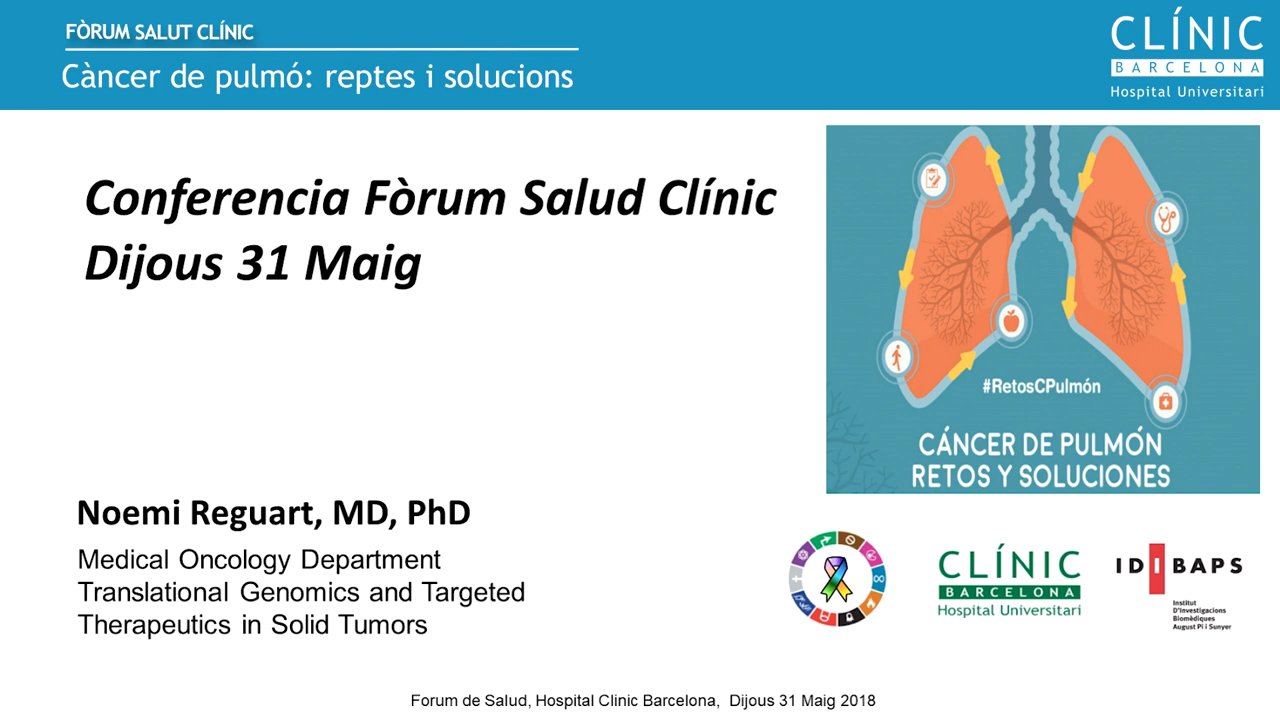 FÒRUM SALUT CLÍNIC
Càncer de pulmó: reptes i solucions
CLÍNIC
BARCELONA
Hospital Universitari
Conferencia Fòrum Salud Clínic
Dijous 31 Maig
#RetosCPulmón
CÁNCER DE PULMÓN
RETOS Y SOLUCIONES
Noemi Reguart, MD, PhD
Medical Oncology Department
Translational Genomics and Targeted
Therapeutics in Solid Tumors
CLÍNIC
BARCELONA
Hospital Universitari
IDIBAPS
Institut
D'Investigacions
Biomèdiques
August Pi i Sunyer
Forum de Salud, Hospital Clinic Barcelona, Dijous 31 Maig 2018